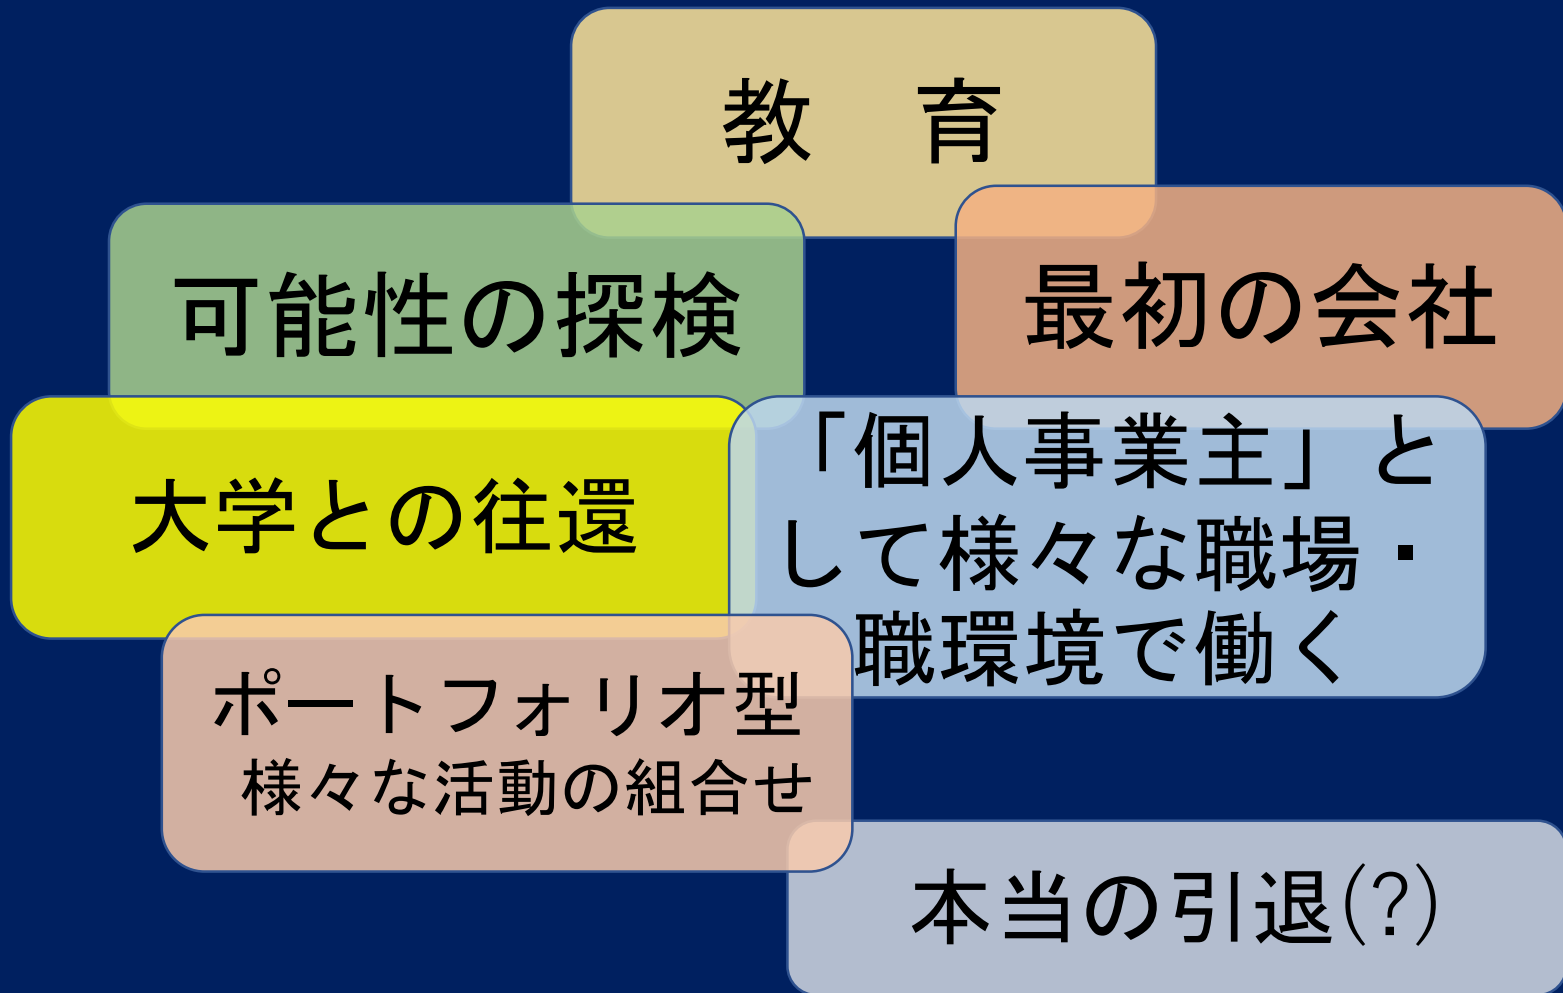 教　育
可能性の探検
最初の会社
大学との往還
「個人事業主」と
して様々な職場・
職環境で働く
ポートフォリオ型
様々な活動の組合せ
本当の引退(?)